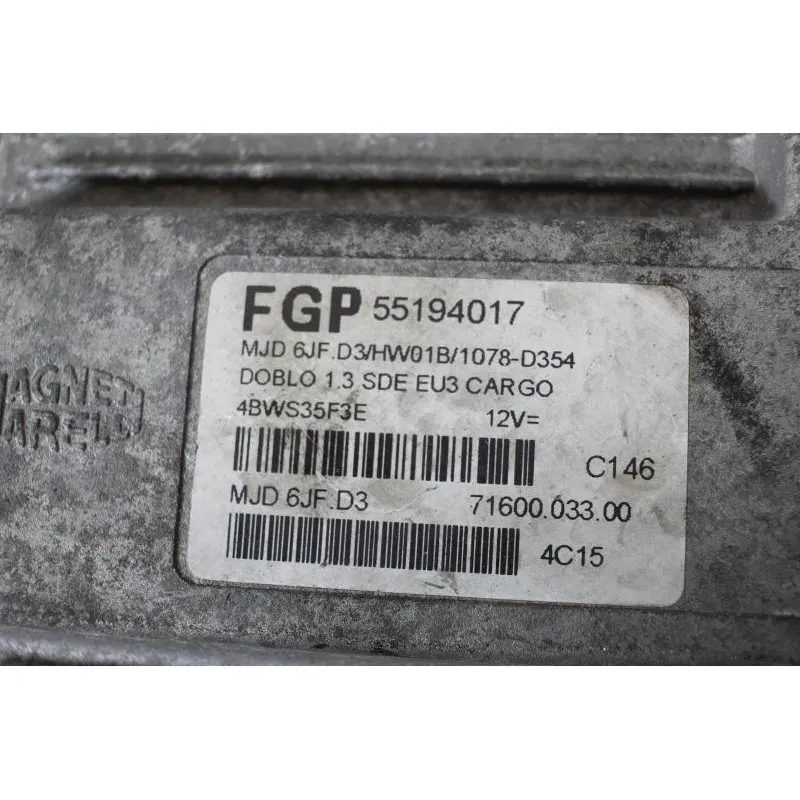 MAGNETI
MARELLI
FGP 55194017
MJD 6JF.D3/HW01B/1078-D354
DOBLO 1.3 SDE EU3 CARGO
4BWS35F3E 12V=
C146
MJD 6JF.D3 71600.033.00
4C15